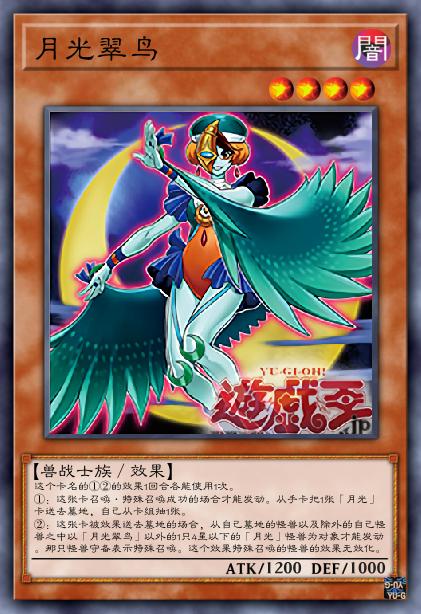 月光翠鸟
闇
YU-GI-OH!
遊戯王
.jp
【兽战士族／效果】
这个卡名的①②的效果1回合各能使用1次。
①：这张卡召唤·特殊召唤成功的场合才能发动。从手卡把1张「月光」
卡送去墓地，自己从卡组抽1张。
②：这张卡被效果送去墓地的场合，从自己墓地的怪兽以及除外的自己怪
兽之中以「月光翠鸟」以外的1只4星以下的「月光」怪兽为对象才能发动
。那只怪兽守备表示特殊召唤。这个效果特殊召唤的怪兽的效果无效化。
ATK/1200 DEF/1000